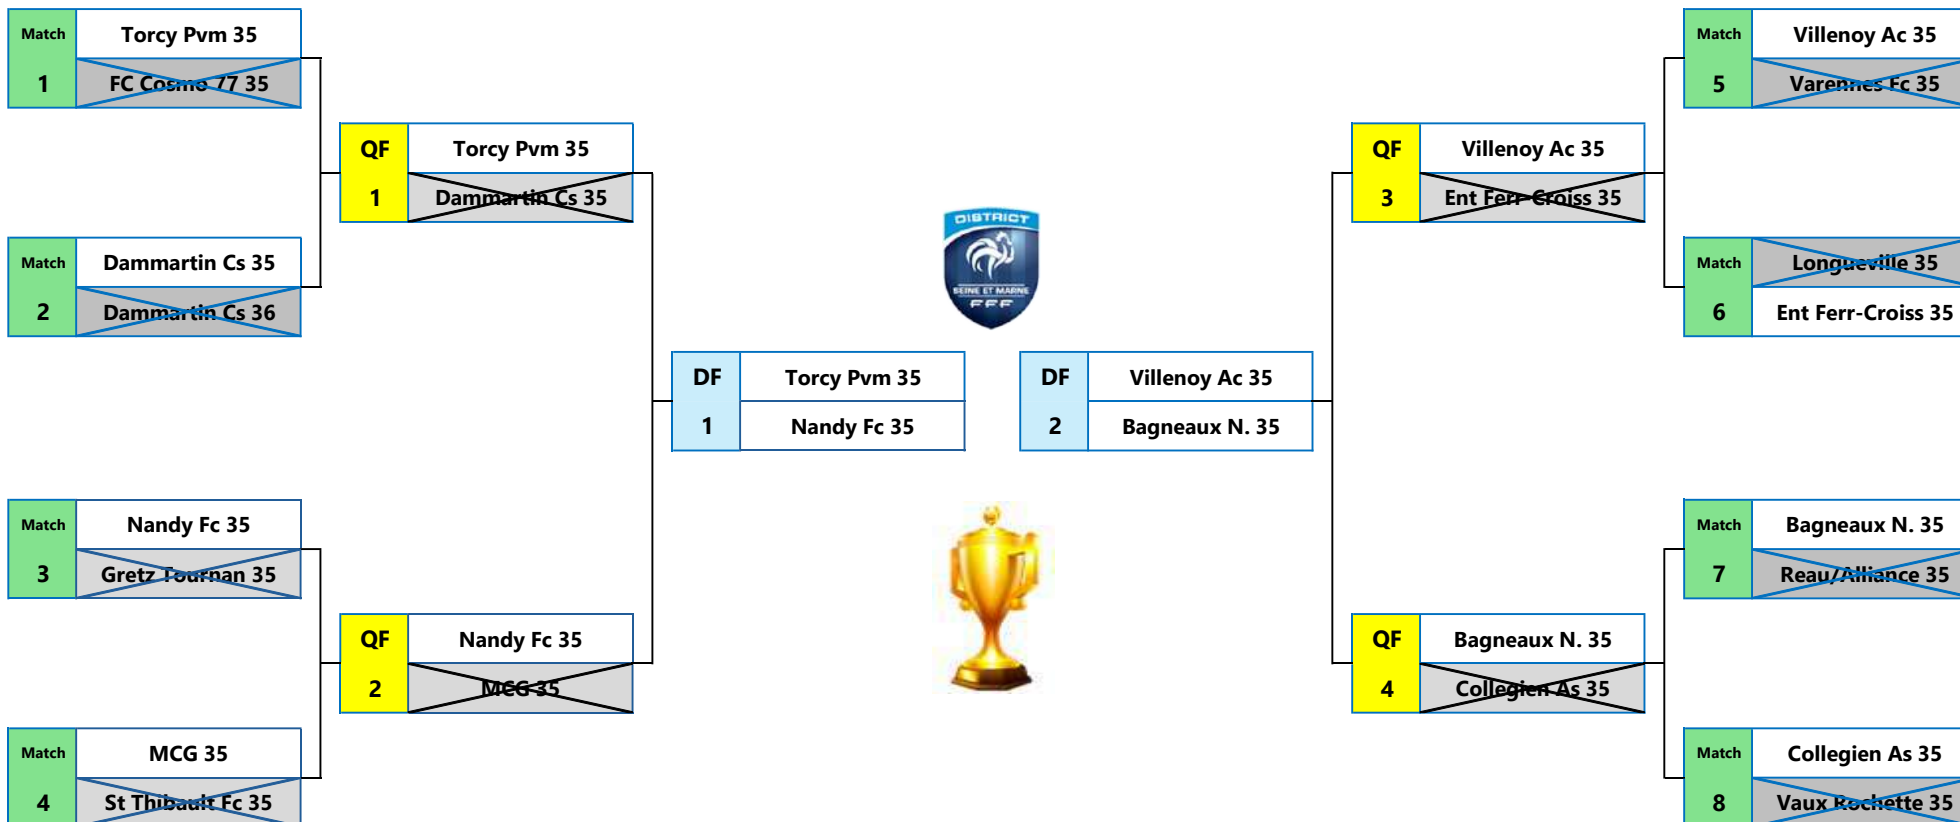 Match
1
Torcy Pvm 35
FC Cosmo 77 35
Match
2
Dammartin Cs 35
Dammartin Cs 36
Match
3
Nandy Fc 35
Gretz Tournan 35
Match
4
MCG 35
St Thibault Fc 35
QF
1
Torcy Pvm 35
Dammartin Cs 35
QF
2
Nandy Fc 35
MCG 35
DF
1
Torcy Pvm 35
Nandy Fc 35
DISTRICT
SEINE ET MARNE
FFF
DF
2
Villenoy Ac 35
Bagneaux N. 35
QF
3
Villenoy Ac 35
Ent Ferr-Croiss 35
QF
4
Bagneaux N. 35
Collegien As 35
Match
5
Villenoy Ac 35
Varennes Fc 35
Match
6
Longueville 35
Ent Ferr-Croiss 35
Match
7
Bagneaux N. 35
Reau/Alliance 35
Match
8
Collegien As 35
Vaux Rochette 35